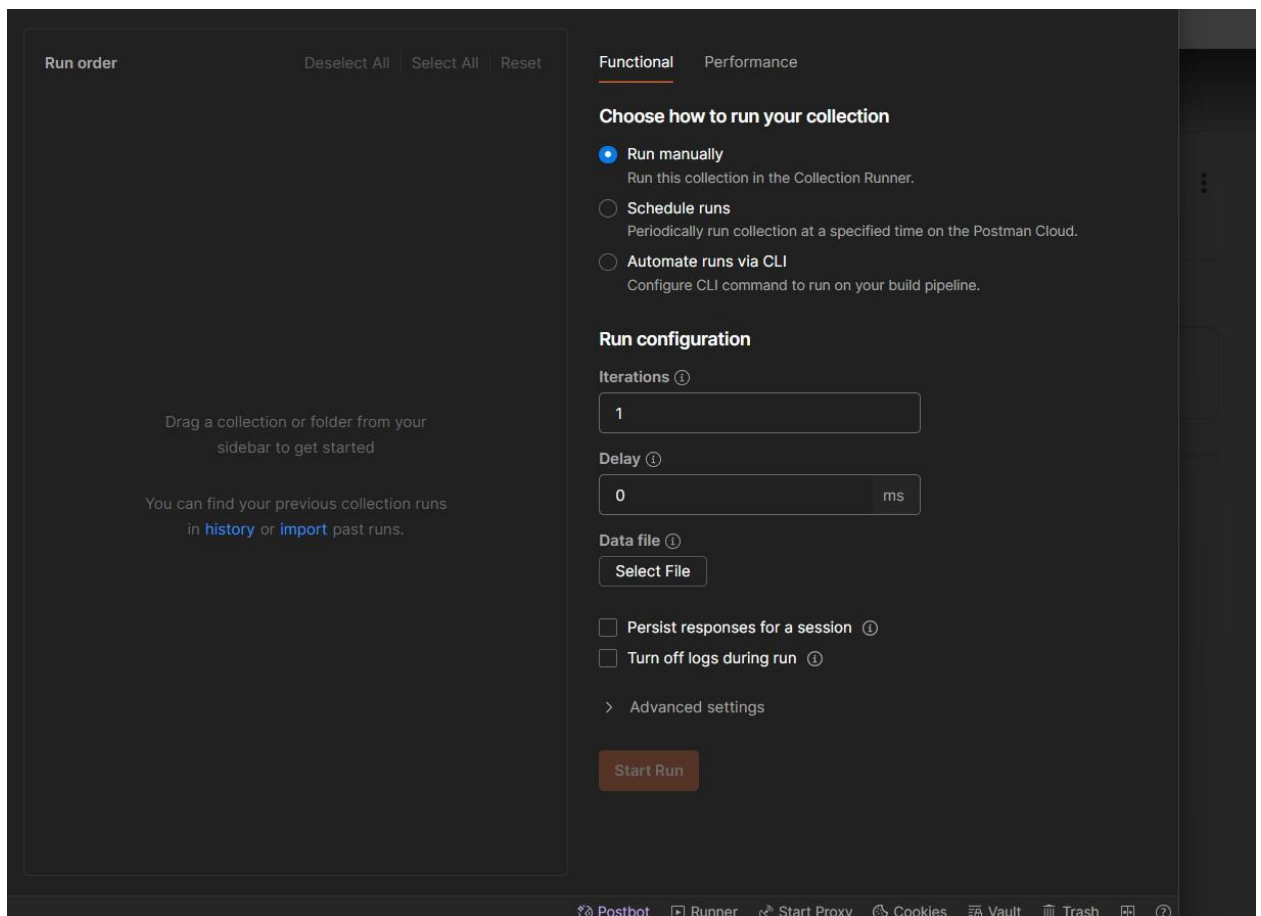 Run order
Deselect All
Select All
Reset
Drag a collection or folder from your
sidebar to get started
You can find your previous collection runs
in history or import past runs.
Functional
Performance
Choose how to run your collection
Run manually
Run this collection in the Collection Runner.
Schedule runs
Periodically run collection at a specified time on the Postman Cloud.
Automate runs via CLI
Configure CLI command to run on your build pipeline.
Run configuration
Iterations
1
Delay
0
ms
Data file
Select File
Persist responses for a session
Turn off logs during run
Advanced settings
Start Run
Postbot
Runner
Start Proxy
Cookies
Vault
Trash